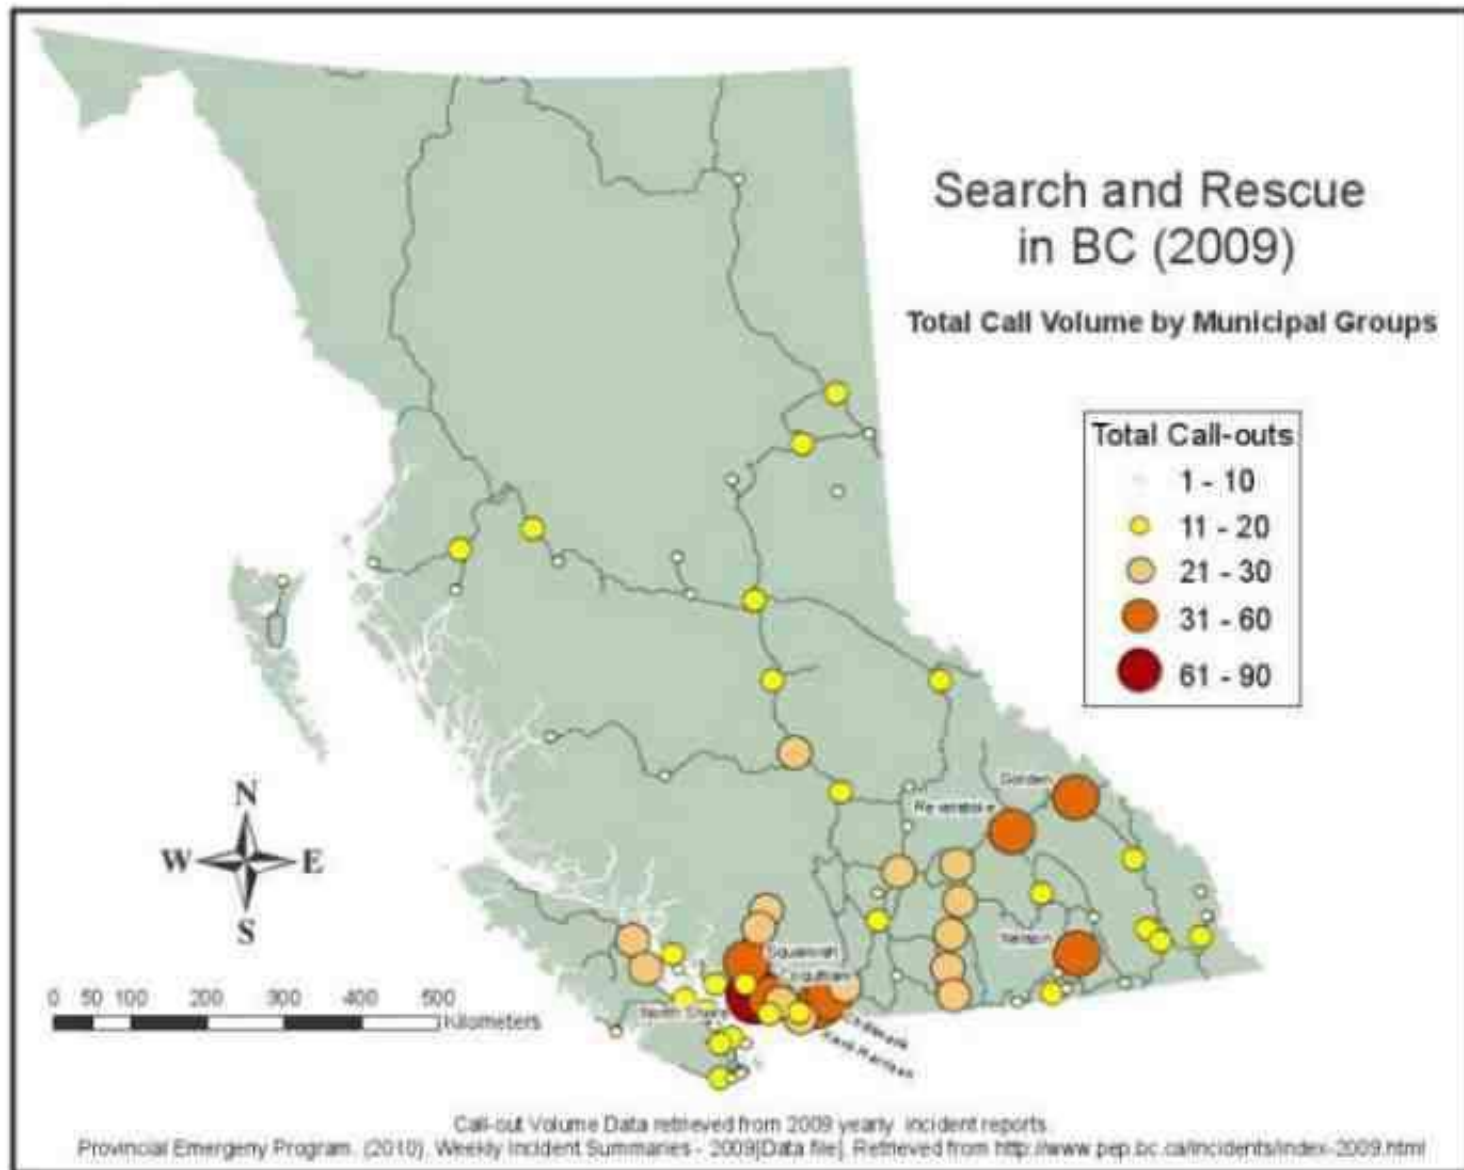 Search and Rescue
in BC (2009)
Total Call Volume by Municipal Groups
Total Call-outs
1 - 10
11 - 20
21 - 30
31 - 60
61 - 90
Golden
Revelstoke
N
W E
S
Nelson
Squamish
0 50 100 200 300 400 500
Kilometers
North Shore
Kent Harrison
Call-out Volume Data retrieved from 2009 yearly incident reports.
Provincial Emergeny Program. (2010). Weekly Incident Summaries - 2009[Data file]. Retrieved from http://www.pep.bc.ca/incidents/index-2009.html